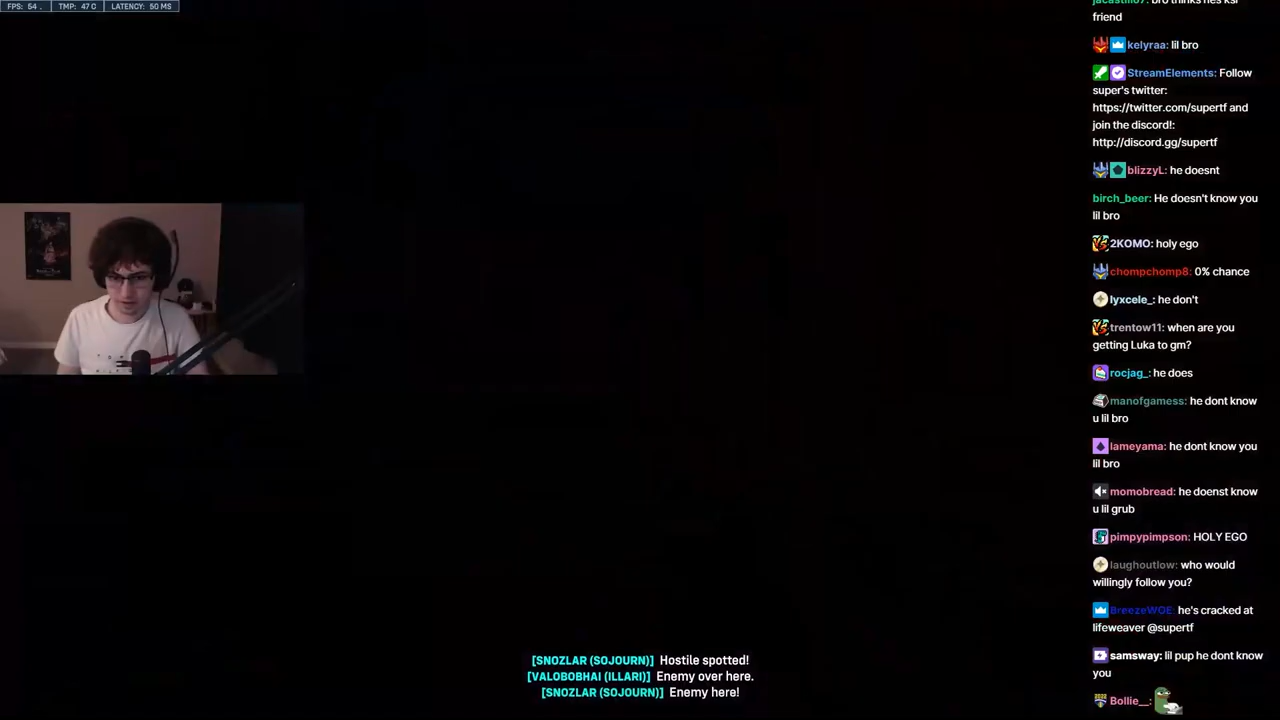 FPS: 54 . TMP: 47 C LATENCY: 50 MS
friend
kelyraa: lil bro
StreamElements: Follow
super's twitter:
https://twitter.com/supertf and
join the discord!:
http://discord.gg/supertf
blizzyL: he doesnt
birch_beer: He doesn't know you
lil bro
2KOMO: holy ego
chompchomp8: 0% chance
lyxcele_: he don't
trentow11: when are you
getting Luka to gm?
rocjag_: he does
manofgamess: he dont know
u lil bro
lameyama: he dont know you
lil bro
momobread: he doenst know
u lil grub
pimpypimpson: HOLY EGO
laughoutlow: who would
willingly follow you?
BreezeWOE: he's cracked at
lifeweaver @supertf
samsway: lil pup he dont know
you
Bollie__:
[SNOZLAR (SOJOURN)] Hostile spotted!
[VALOBOBHAI (ILLARI)] Enemy over here.
[SNOZLAR (SOJOURN)] Enemy here!